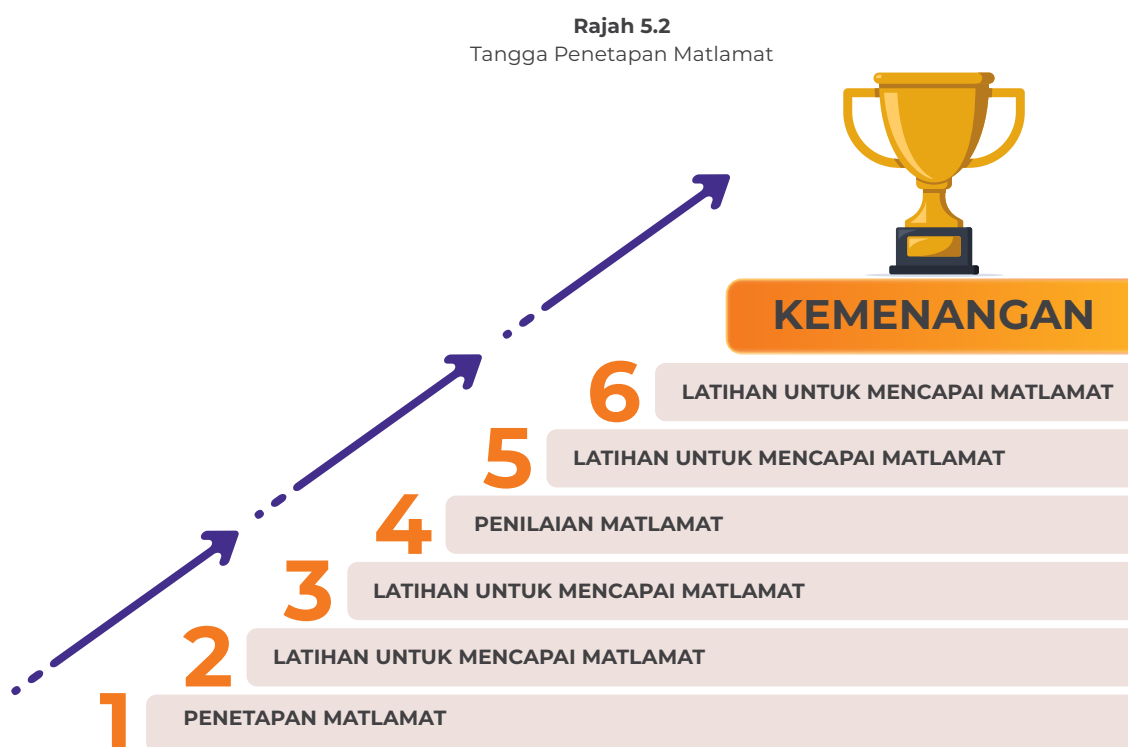 Rajah 5.2
Tangga Penetapan Matlamat
KEMENANGAN
6 LATIHAN UNTUK MENCAPAI MATLAMAT
5 LATIHAN UNTUK MENCAPAI MATLAMAT
4 PENILAIAN MATLAMAT
3 LATIHAN UNTUK MENCAPAI MATLAMAT
2 LATIHAN UNTUK MENCAPAI MATLAMAT
1 PENETAPAN MATLAMAT